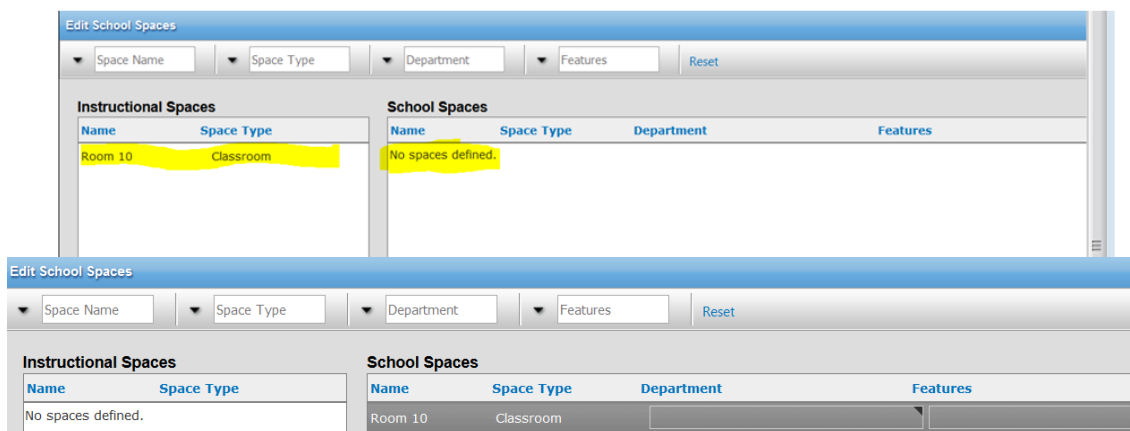 Edit School Spaces
Space Name Space Type Department Features Reset
Instructional Spaces School Spaces
Name Space Type Name Space Type Department Features
Room 10 Classroom No spaces defined.
Edit School Spaces
Space Name Space Type Department Features Reset
Instructional Spaces School Spaces
Name Space Type Name Space Type Department Features
No spaces defined. Room 10 Classroom